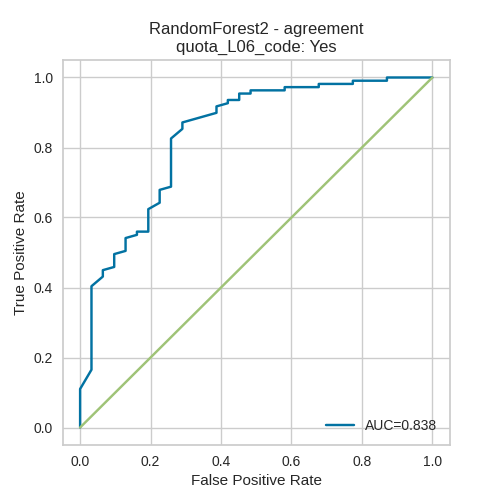 RandomForest2 - agreement
quota_L06_code: Yes
True Positive Rate
1.0
0.8
0.6
0.4
0.2
0.0
AUC=0.838
0.0 0.2 0.4 0.6 0.8 1.0
False Positive Rate